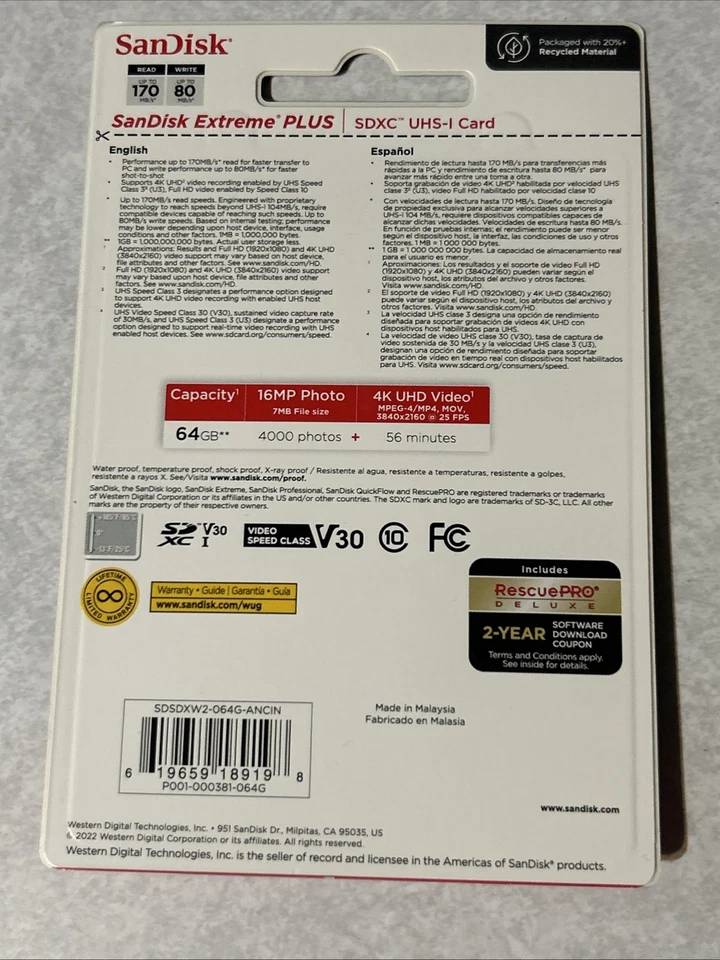 SanDisk®
READ WRITE
UP TO UP TO
170 80
MB/s* MB/s*
Packaged with 20%+
Recycled Material
SanDisk Extreme® PLUS | SDXC™ UHS-I Card
English
• Performance up to 170MB/s* read for faster transfer to
PC and write performance up to 80MB/s* for faster
shot-to-shot
• Supports 4K UHD² video recording enabled by UHS Speed
Class 3³ (U3), Full HD video enabled by Speed Class 10
* Up to 170MB/s read speeds. Engineered with proprietary
technology to reach speeds beyond UHS-I 104MB/s, require
compatible devices capable of reaching such speeds. Up to
80MB/s write speeds. Based on internal testing; performance
may be lower depending upon host device, interface, usage
conditions and other factors. 1MB = 1,000,000 bytes.
** 1GB = 1,000,000,000 bytes. Actual user storage less.
¹ Approximations: Results and Full HD (1920x1080) and 4K UHD
(3840x2160) video support may vary based on host device,
file attributes and other factors. See www.sandisk.com/HD.
² Full HD (1920x1080) and 4K UHD (3840x2160) video support
may vary based upon host device, file attributes and other
factors. See www.sandisk.com/HD.
³ UHS Speed Class 3 designates a performance option designed
to support 4K UHD video recording with enabled UHS host
devices.
UHS Video Speed Class 30 (V30), sustained video capture rate
of 30MB/s, and UHS Speed Class 3 (U3) designate a performance
option designed to support real-time video recording with UHS
enabled host devices. See www.sdcard.org/consumers/speed.
Español
• Rendimiento de lectura hasta 170 MB/s* para transferencias más
rápidas a la PC y rendimiento de escritura hasta 80 MB/s* para
avanzar más rápido entre una toma a otra.
• Soporta grabación de video 4K UHD² habilitada por velocidad UHS
clase 3³ (U3), video Full HD habilitado por velocidad clase 10
* Con velocidades de lectura hasta 170 MB/s. Diseño de tecnología
de propiedad exclusiva para alcanzar velocidades superiores a
UHS-I 104 MB/s, requiere dispositivos compatibles capaces de
alcanzar dichas velocidades. Velocidades de escritura hasta 80 MB/s.
En función de pruebas internas; el rendimiento puede ser menor
según el dispositivo host, la interfaz, las condiciones de uso y otros
factores. 1 MB = 1 000 000 bytes.
** 1 GB = 1 000 000 000 bytes. La capacidad de almacenamiento real
para el usuario es menor.
¹ Aproximaciones: Los resultados y el soporte de video Full HD
(1920x1080) y 4K UHD (3840x2160) pueden varían según el
dispositivo host, los atributos del archivo y otros factores.
Visita www.sandisk.com/HD.
² El soporte de video Full HD (1920x1080) y 4K UHD (3840x2160)
puede variar según el dispositivo host, los atributos del archivo y
otros factores. Visita www.sandisk.com/HD.
³ La velocidad UHS clase 3 designa una opción de rendimiento
diseñada para soportar grabación de videos 4K UHD con
dispositivos host habilitados para UHS.
⁴ La velocidad de video UHS clase 30 (V30), tasa de captura de
video sostenida de 30 MB/s y la velocidad UHS clase 3 (U3),
designan una opción de rendimiento diseñada para soportar
grabación de video en tiempo real con dispositivos host habilitados
para UHS. Visita www.sdcard.org/consumers/speed.
Capacity¹ 16MP Photo 4K UHD Video¹
7MB File size MPEG-4/MP4, MOV,
3840x2160 @ 25 FPS
64GB** 4000 photos + 56 minutes
Water proof, temperature proof, shock proof, X-ray proof / Resistente al agua, resistente a temperaturas, resistente a golpes,
resistente a rayos X. See/Visita www.sandisk.com/proof.
SanDisk, the SanDisk logo, SanDisk Extreme, SanDisk Professional, SanDisk QuickFlow and RescuePRO are registered trademarks or trademarks
of Western Digital Corporation or its affiliates in the US and/or other countries. The SDXC mark and logo are trademarks of SD-3C, LLC. All other
marks are the property of their respective owners.
+185°F/85°C
-13°F/25°C
SD XC V30 I
VIDEO SPEED CLASS V30
10
FC
LIFETIME
LIMITED WARRANTY
Warranty • Guide | Garantía • Guía
www.sandisk.com/wug
Includes
RescuePRO®
DELUXE
2-YEAR SOFTWARE
DOWNLOAD
COUPON
Terms and Conditions apply.
See inside for details.
SDSDXW2-064G-ANCIN
6 19659 18919 8
P001-000381-064G
Made in Malaysia
Fabricado en Malasia
www.sandisk.com
Western Digital Technologies, Inc. • 951 SanDisk Dr., Milpitas, CA 95035, US
© 2022 Western Digital Corporation or its affiliates. All rights reserved.
Western Digital Technologies, Inc. is the seller of record and licensee in the Americas of SanDisk® products.